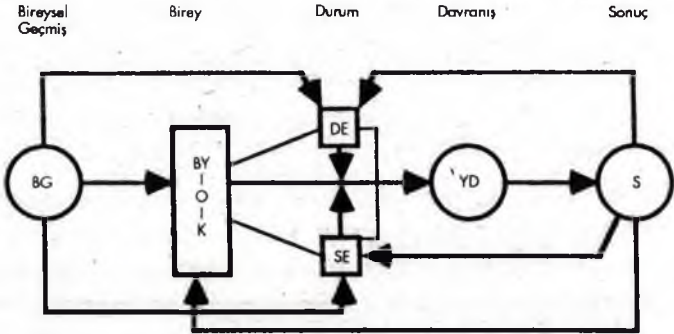 Bireysel Geçmiş
Birey
Durum
Davranış
Sonuç
DE
BG
BY
I
O
I
K
YD
S
SE